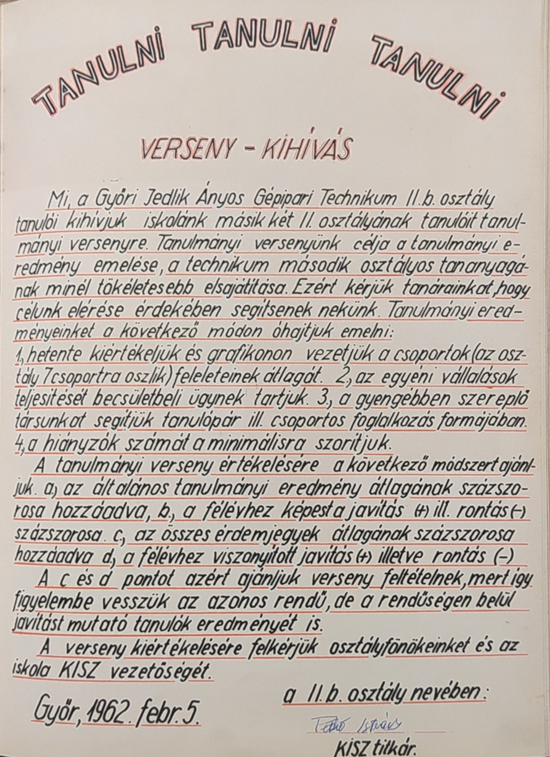 TANULNI TANULNI TANULNI
VERSENY - KIHÍVÁS
Mi, a Győri Jedlik Ányos Gépipari Technikum II.b. osztály
tanulói kihívjuk iskolánk másik két II. osztályának tanulóit tanul-
mányi versenyre. Tanulmányi versenyünk célja a tanulmányi e-
redmény emelése, a technikum második osztályos tananyagá-
nak minél tökéletesebb elsajátítása. Ezért kérjük tanárainkat, hogy
célunk elérése érdekében segítsenek nekünk. Tanulmányi ered-
ményeinket a következő módon óhajtjuk emelni:
1, hetente kiértékeljük és grafikonon vezetjük a csoportok (az osz-
tály 7 csoportra oszlik) feleleteinek átlagát. 2, az egyéni vállalások
teljesítését becsületbeli ügynek tartjuk. 3, a gyengébben szereplő
társunkat segítjük tanulópár ill. csoportos foglalkozás formájában.
4, a hiányzók számát a minimálisra szorítjuk.
A tanulmányi verseny értékelésére a következő módszert ajánl-
juk. a, az általános tanulmányi eredmény átlagának százszo-
rosa hozzáadva, b, a félévhez képest a javítás (+) ill. rontás (-)
százszorosa. c, az összes érdemjegyek átlagának százszorosa
hozzáadva d, a félévhez viszonyított javítás (+) illetve rontás (-)
A c és d pontot azért ajánljuk verseny feltételnek, mert így
figyelembe vesszük az azonos rendű, de a rendűségen belül
javítást mutató tanulók eredményét is.
A verseny kiértékelésére felkérjük osztályfőnökeinket és az
iskola KISZ vezetőségét.
a II.b. osztály nevében:
Győr, 1962. febr. 5.
István
KISZ titkár.